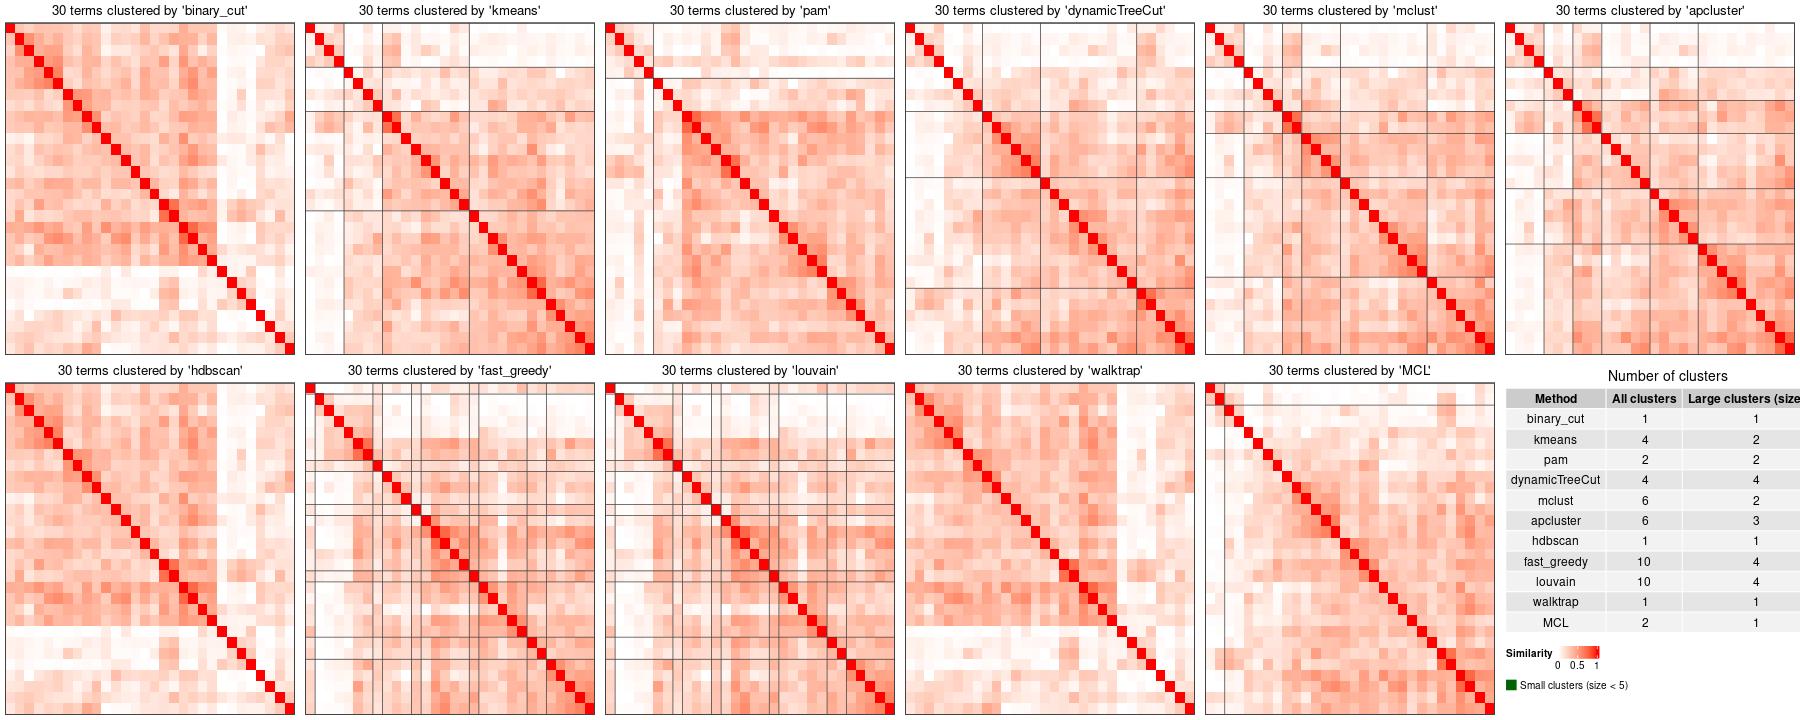 30 terms clustered by 'binary_cut'
30 terms clustered by 'kmeans'
30 terms clustered by 'pam'
30 terms clustered by 'dynamicTreeCut'
30 terms clustered by 'mclust'
30 terms clustered by 'apcluster'
30 terms clustered by 'hdbscan'
30 terms clustered by 'fast_greedy'
30 terms clustered by 'louvain'
30 terms clustered by 'walktrap'
30 terms clustered by 'MCL'
Number of clusters
Method All clusters Large clusters (size
binary_cut 1 1
kmeans 4 2
pam 2 2
dynamicTreeCut 4 4
mclust 6 2
apcluster 6 3
hdbscan 1 1
fast_greedy 10 4
louvain 10 4
walktrap 1 1
MCL 2 1
Similarity
0 0.5 1
Small clusters (size < 5)